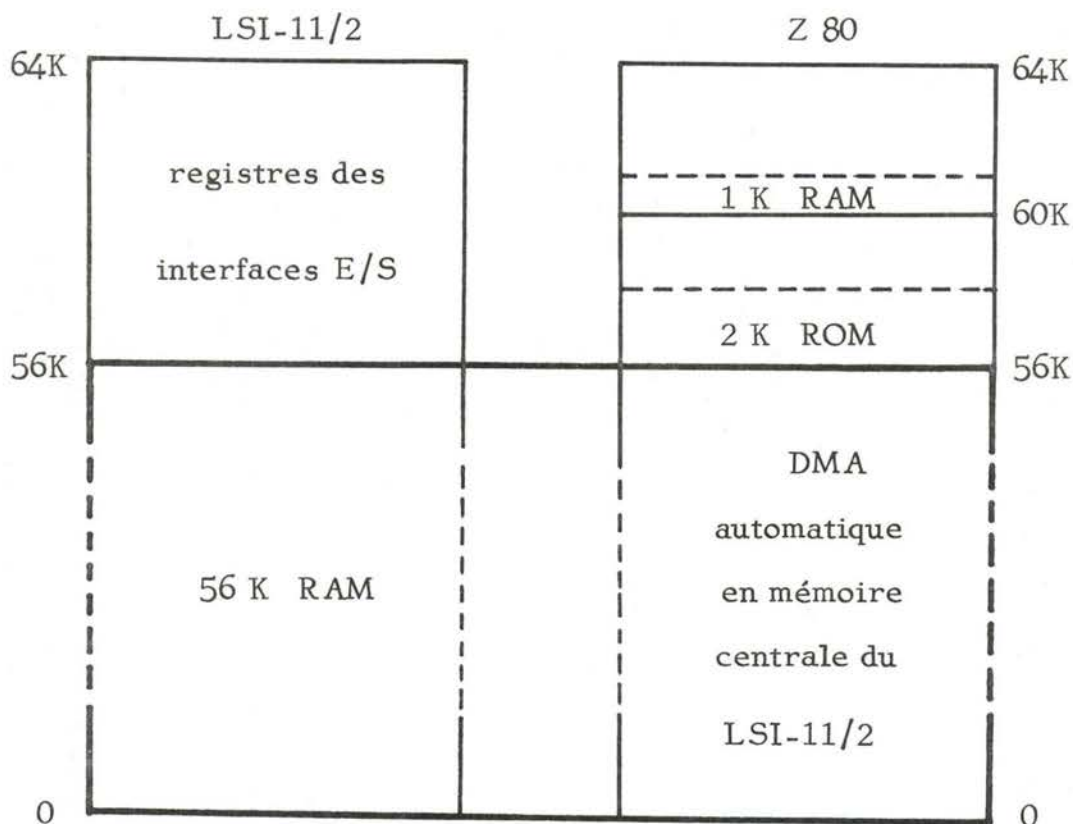 LSI-11/2
Z 80
64K
64K
registres des
1 K RAM
60K
interfaces E/S
2 K ROM
56K
56K
DMA
automatique
56 K RAM
en mémoire
centrale du
LSI-11/2
0
0